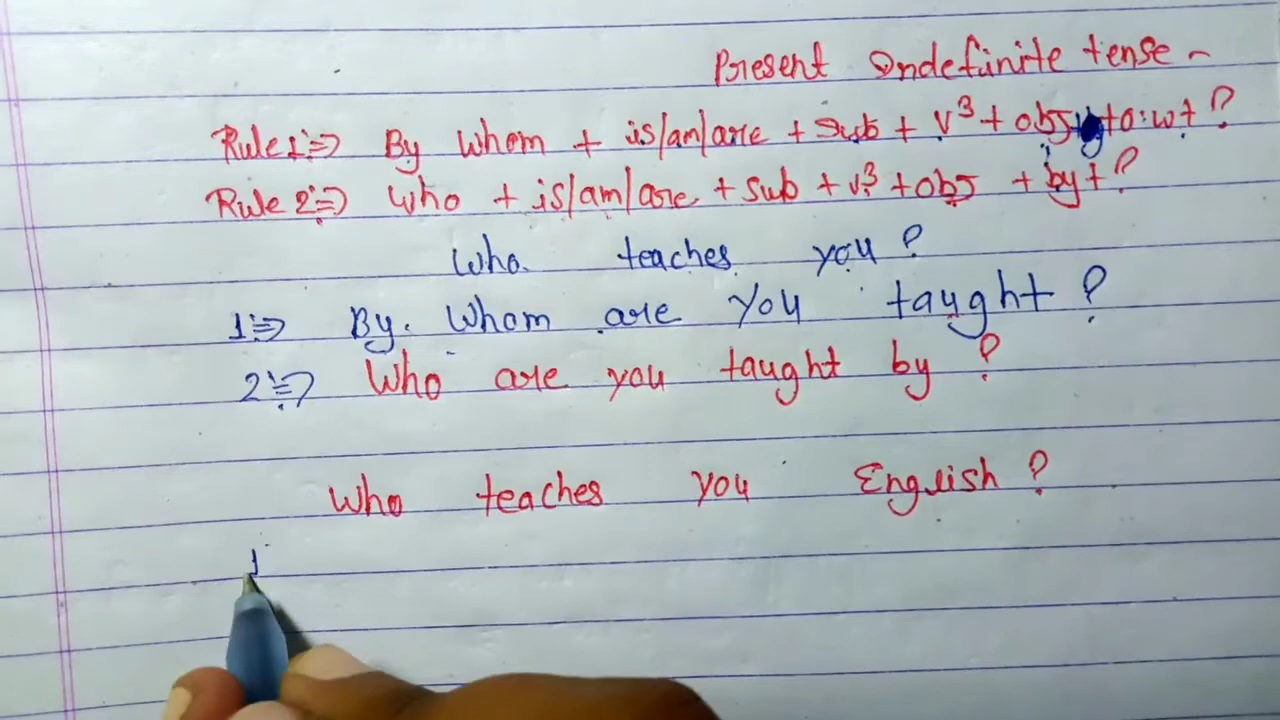 Present Indefinite tense -
Rule 1 => By whom + is/am/are + sub + v³ + obj + o.w + ?
Rule 2 => who + is/am/are + sub + v³ + obj + by + ?
Who teaches you ?
1 => By whom are you taught ?
2 => Who are you taught by ?
Who teaches you English ?
1